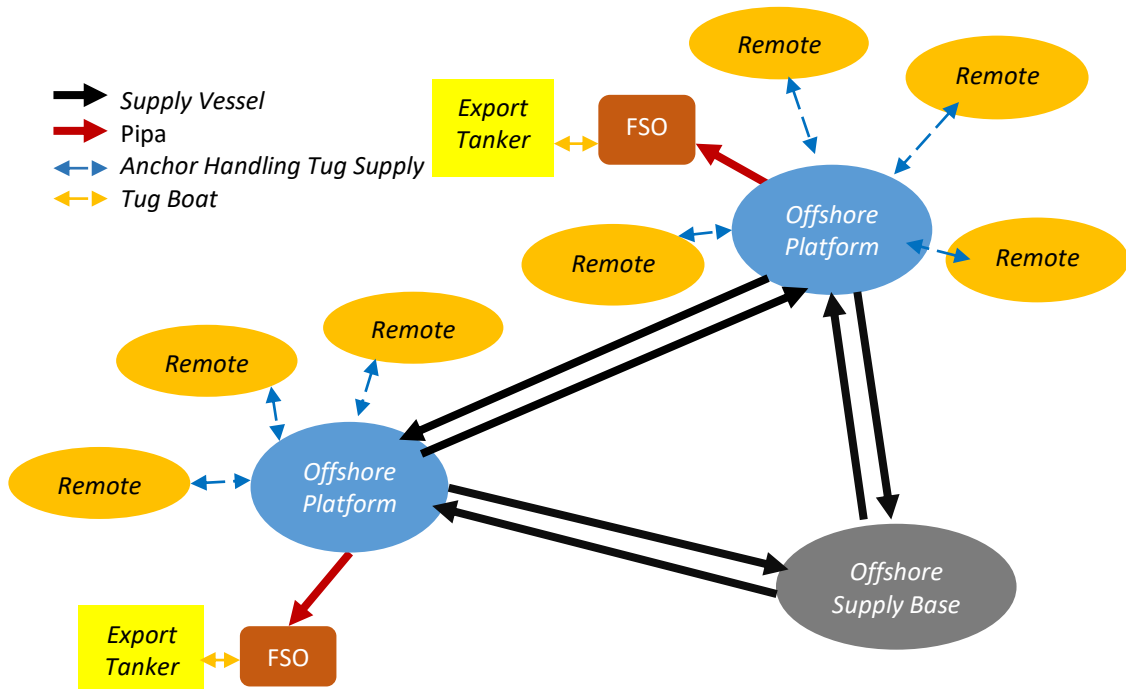 Supply Vessel
Pipa
Anchor Handling Tug Supply
Tug Boat
Remote
Remote
Export
Tanker
FSO
Offshore
Platform
Remote
Remote
Remote
Remote
Remote
Offshore
Platform
Offshore
Supply Base
Export
Tanker
FSO